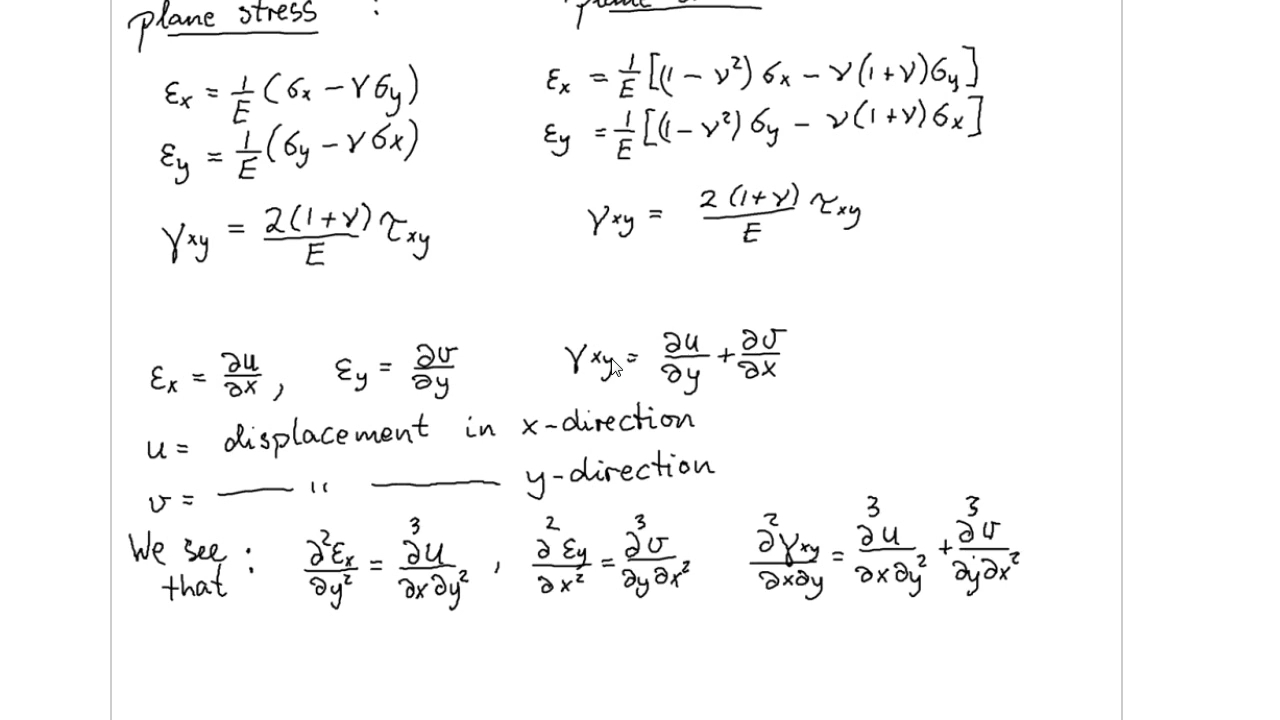 plane stress :
εx = 1/E (σx − νσy)
εy = 1/E (σy − νσx)
γxy = 2(1+ν)/E τxy
εx = 1/E [(1 − ν²) σx − ν(1+ν)σy]
εy = 1/E [(1 − ν²) σy − ν(1+ν) σx]
γxy = 2(1+ν)/E τxy
εx = ∂u/∂x , εy = ∂v/∂y γxy = ∂u/∂y + ∂v/∂x
u = displacement in x-direction
v = —— " —— y-direction
We see that : ∂²εx/∂y² = ∂³u/∂x∂y² , ∂²εy/∂x² = ∂³v/∂y∂x² ∂²γxy/∂x∂y = ∂³u/∂x∂y² + ∂³v/∂y∂x²